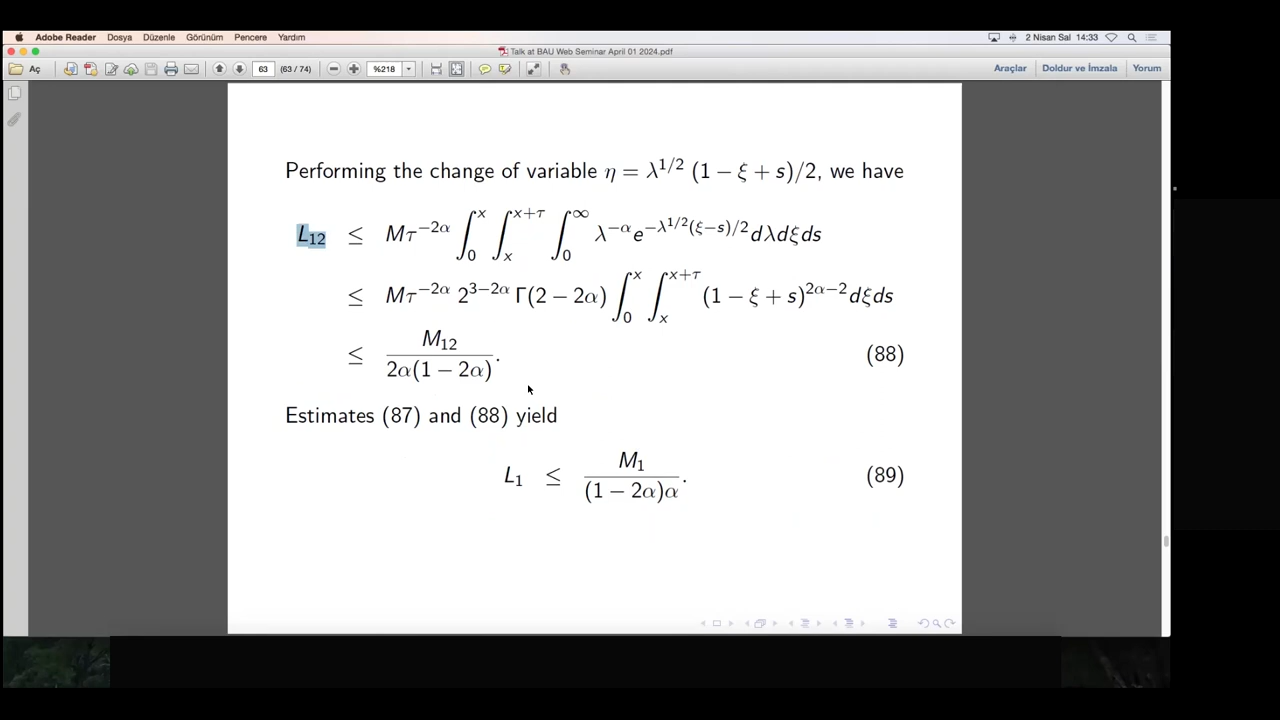 Adobe Reader Dosya Düzenle Görünüm Pencere Yardım 2 Nisan Sal 14:33
Talk at BAU Web Seminar April 01 2024.pdf
Aç 63 (63 / 74) %218 Araçlar Doldur ve İmzala Yorum
Performing the change of variable η = λ^{1/2} (1 − ξ + s)/2, we have
L_{12} ≤ Mτ^{−2α} ∫_0^x ∫_x^{x+τ} ∫_0^∞ λ^{−α} e^{−λ^{1/2}(ξ−s)/2} dλdξds
≤ Mτ^{−2α} 2^{3−2α} Γ(2 − 2α) ∫_0^x ∫_x^{x+τ} (1 − ξ + s)^{2α−2} dξds
≤ \frac{M_{12}}{2α(1 − 2α)}. (88)
Estimates (87) and (88) yield
L_1 ≤ \frac{M_1}{(1 − 2α)α}. (89)